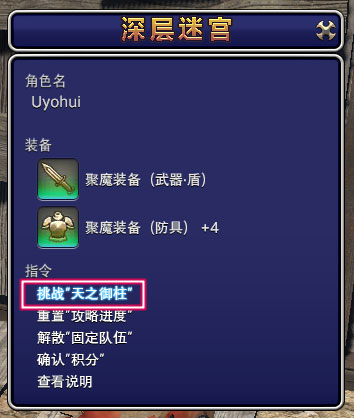 深层迷宫
角色名
Uyohui
装备
聚魔装备（武器·盾）
聚魔装备（防具） +4
指令
挑战“天之御柱”
重置“攻略进度”
解散“固定队伍”
确认“积分”
查看说明